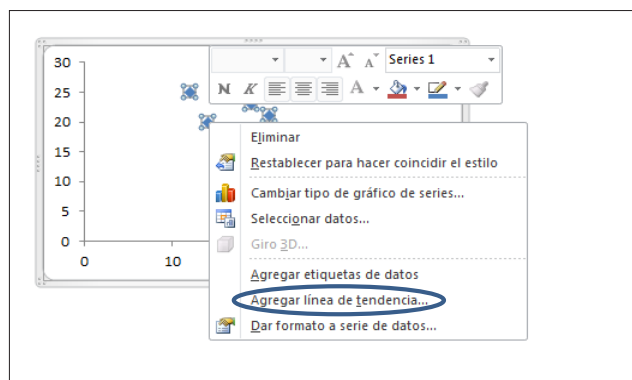 30
25
20
15
10
5
0
0
10
A A Series 1
N K A
Eliminar
Restablecer para hacer coincidir el estilo
Cambiar tipo de gráfico de series...
Seleccionar datos...
Giro 3D...
Agregar etiquetas de datos
Agregar línea de tendencia...
Dar formato a serie de datos...